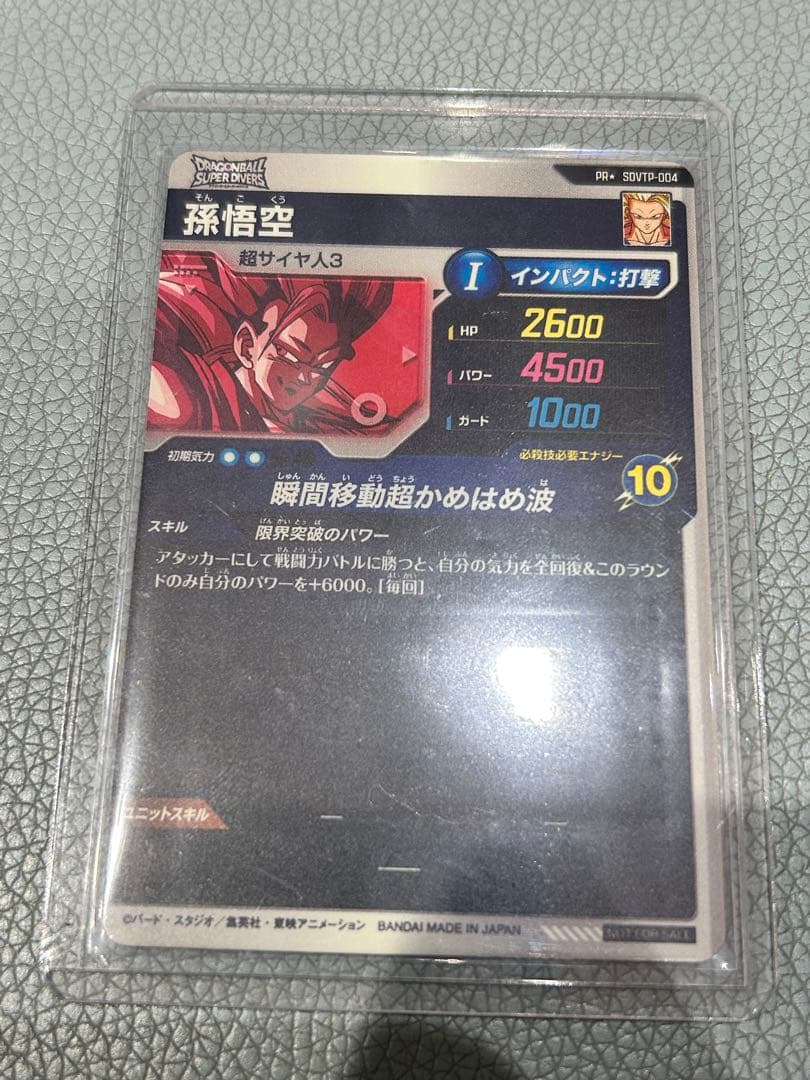 DRAGONBALL
SUPER DIVERS
PR★ SDVTP-004
そん ご くう
孫悟空
超サイヤ人3
I インパクト:打撃
HP 2600
パワー 4500
ガード 1000
初期気力
必殺技必要エナジー
10
しゅん かん い どう ちょう は
瞬間移動超かめはめ波
スキル
げん かい とっ ぱ
限界突破のパワー
アタッカーにして戦闘力バトルに勝つと、自分の気力を全回復&このラウン
ドのみ自分のパワーを+6000。[毎回]
ユニットスキル
—
—
—
©バード・スタジオ/集英社・東映アニメーション BANDAI MADE IN JAPAN
NOT FOR SALE